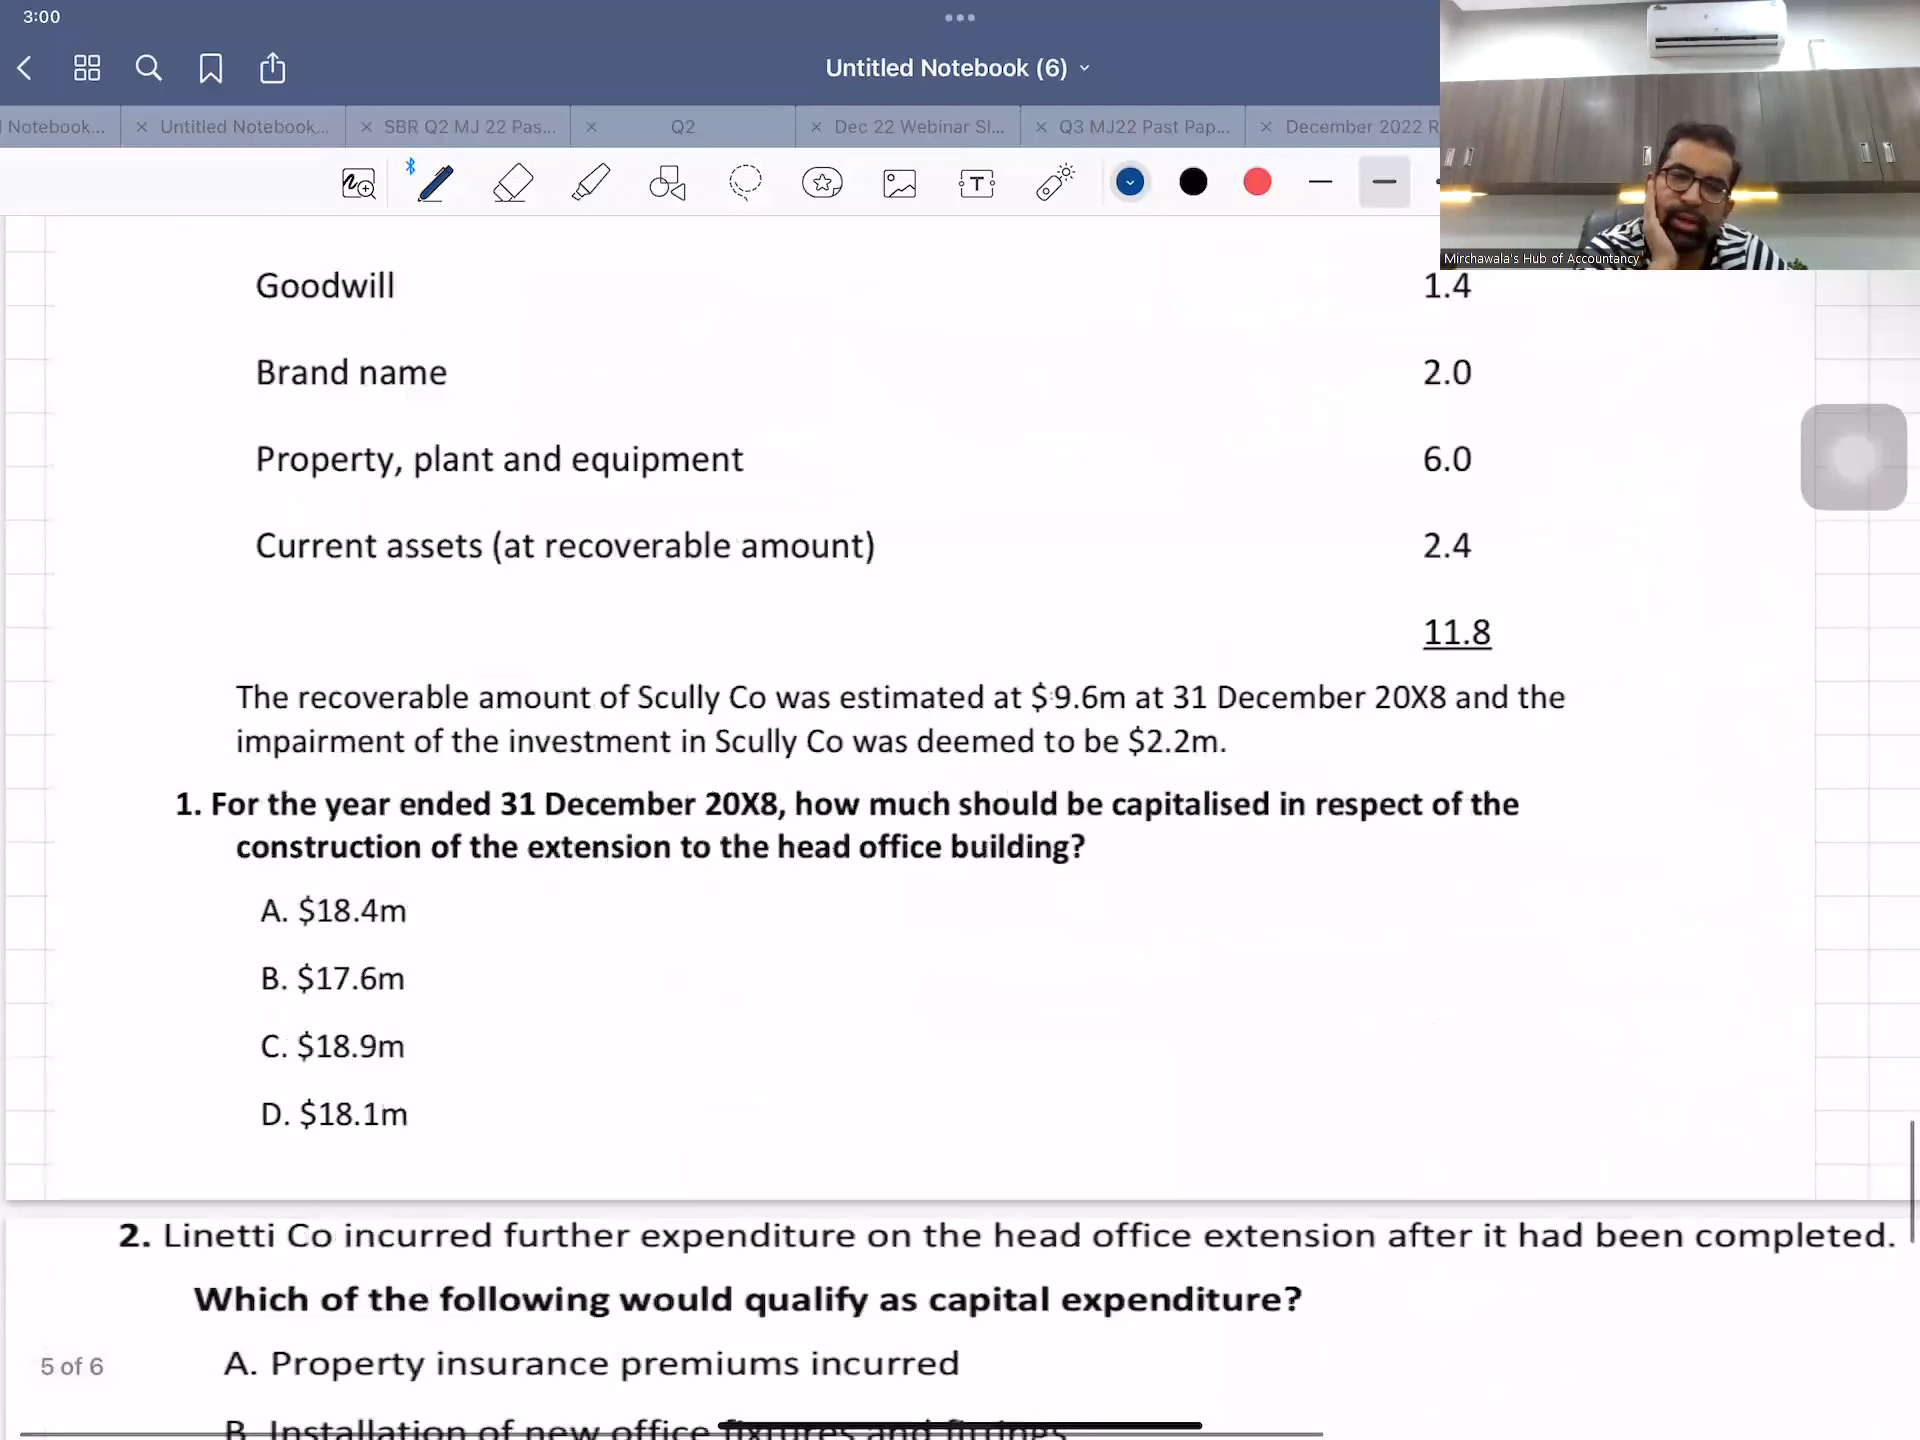 3:00
Untitled Notebook (6)
Notebook...
Untitled Notebook...
SBR Q2 MJ 22 Pas...
Q2
Dec 22 Webinar Sl...
Q3 MJ22 Past Pap...
December 2022 R
T
Mirchawala's Hub of Accountancy
Goodwill 1.4
Brand name 2.0
Property, plant and equipment 6.0
Current assets (at recoverable amount) 2.4
11.8
The recoverable amount of Scully Co was estimated at $9.6m at 31 December 20X8 and the
impairment of the investment in Scully Co was deemed to be $2.2m.
1. For the year ended 31 December 20X8, how much should be capitalised in respect of the
construction of the extension to the head office building?
A. $18.4m
B. $17.6m
C. $18.9m
D. $18.1m
2. Linetti Co incurred further expenditure on the head office extension after it had been completed.
Which of the following would qualify as capital expenditure?
5 of 6
A. Property insurance premiums incurred
B. Installation of new office fixtures and fittings